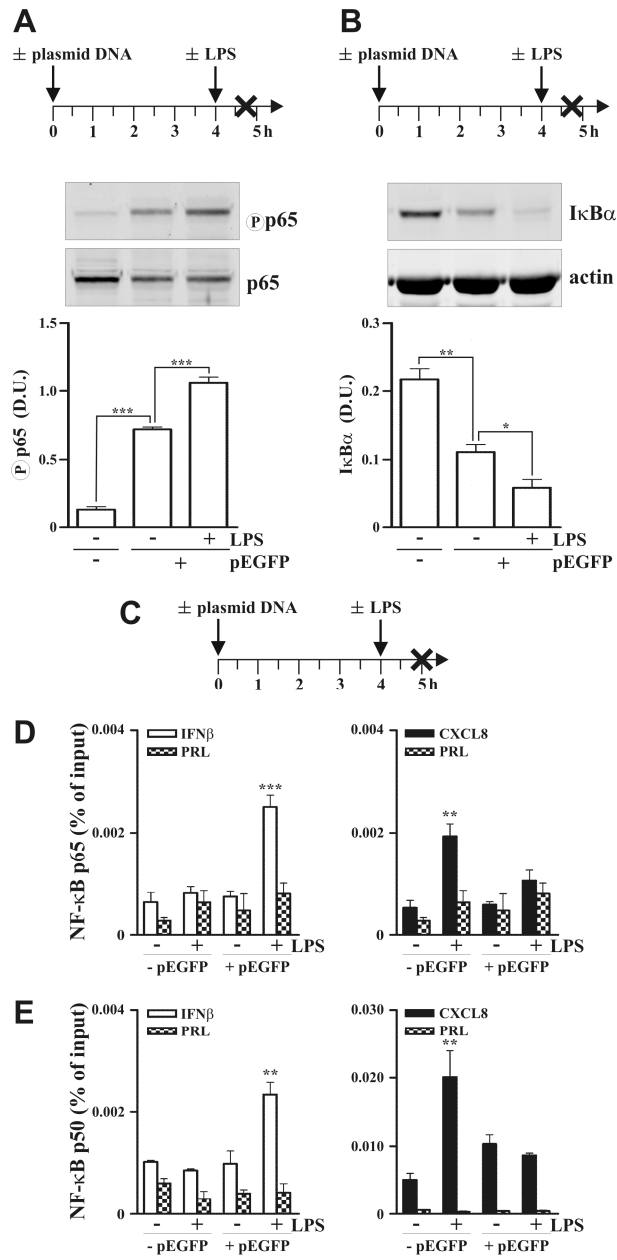 A
B
± plasmid DNA ± LPS
± plasmid DNA ± LPS
0 1 2 3 4 5 h
0 1 2 3 4 5 h
Ⓟp65
p65
IκBα
actin
Ⓟ p65 (D.U.)
1.5
1.0
0.5
0
***
***
- - + LPS
- + pEGFP
IκBα (D.U.)
0.3
0.2
0.1
0
**
*
- - + LPS
- + pEGFP
C
± plasmid DNA ± LPS
0 1 2 3 4 5 h
D
NF-κB p65 (% of input)
0.004
0.002
0
IFNβ
PRL
***
- + - + LPS
- pEGFP + pEGFP
0.004
0.002
0
CXCL8
PRL
**
- + - + LPS
- pEGFP + pEGFP
E
NF-κB p50 (% of input)
0.004
0.002
0
IFNβ
PRL
**
- + - + LPS
- pEGFP + pEGFP
0.030
0.020
0.010
0
CXCL8
PRL
**
- + - + LPS
- pEGFP + pEGFP